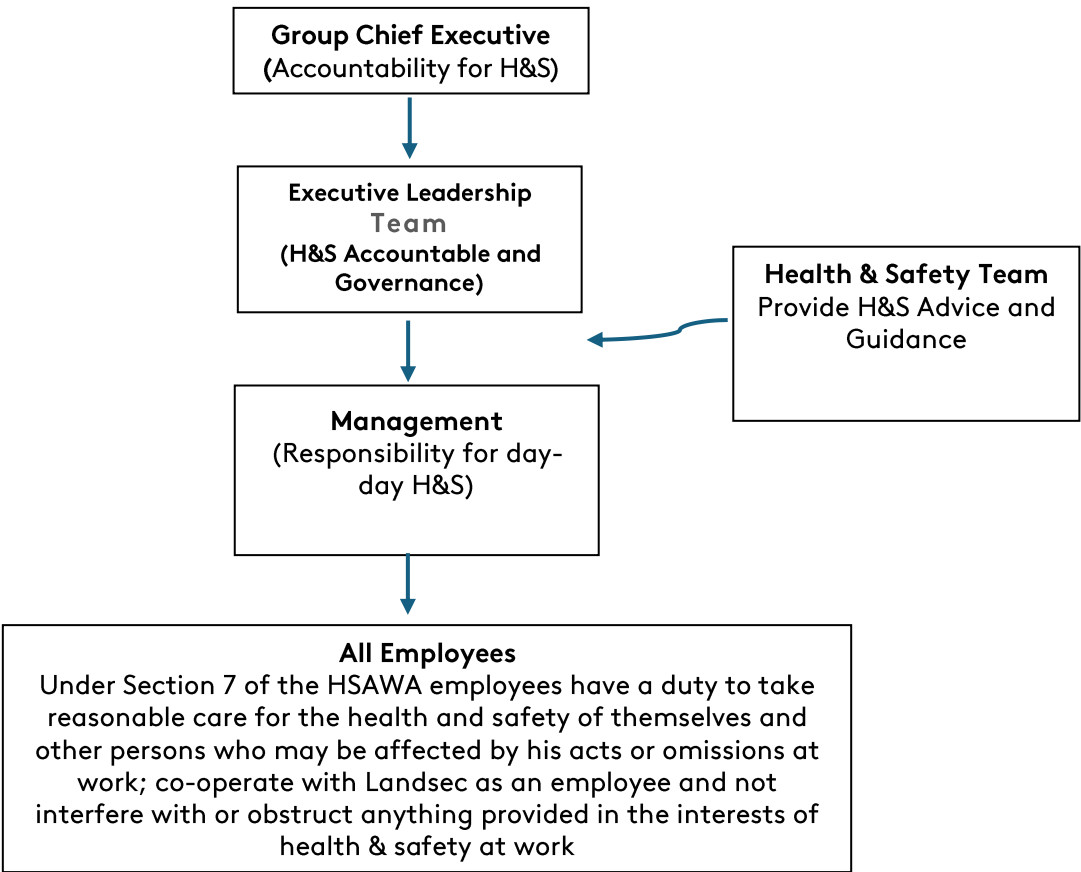 Group Chief Executive
(Accountability for H&S)
Executive Leadership
Team
(H&S Accountable and
Governance)
Health & Safety Team
Provide H&S Advice and
Guidance
Management
(Responsibility for day-
day H&S)
All Employees
Under Section 7 of the HSAWA employees have a duty to take
reasonable care for the health and safety of themselves and
other persons who may be affected by his acts or omissions at
work; co-operate with Landsec as an employee and not
interfere with or obstruct anything provided in the interests of
health & safety at work